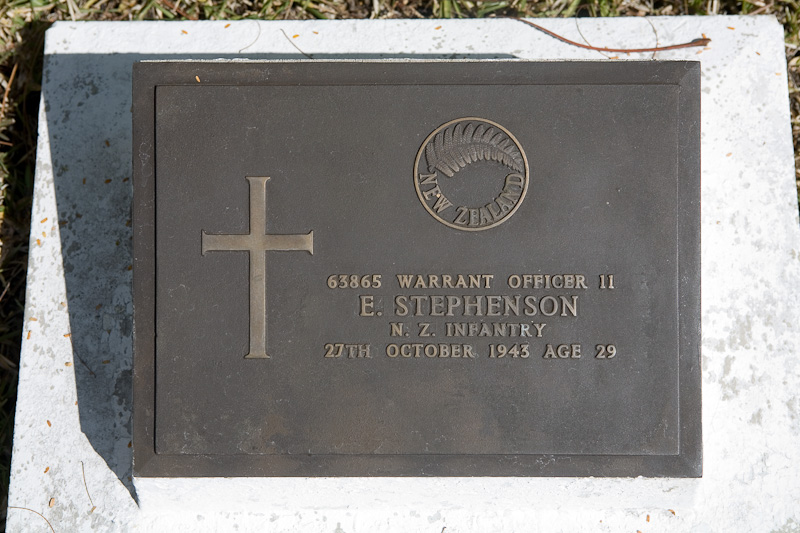 NEW ZEALAND
63865 WARRANT OFFICER 11
E. STEPHENSON
N. Z. INFANTRY
27TH OCTOBER 1943 AGE 29